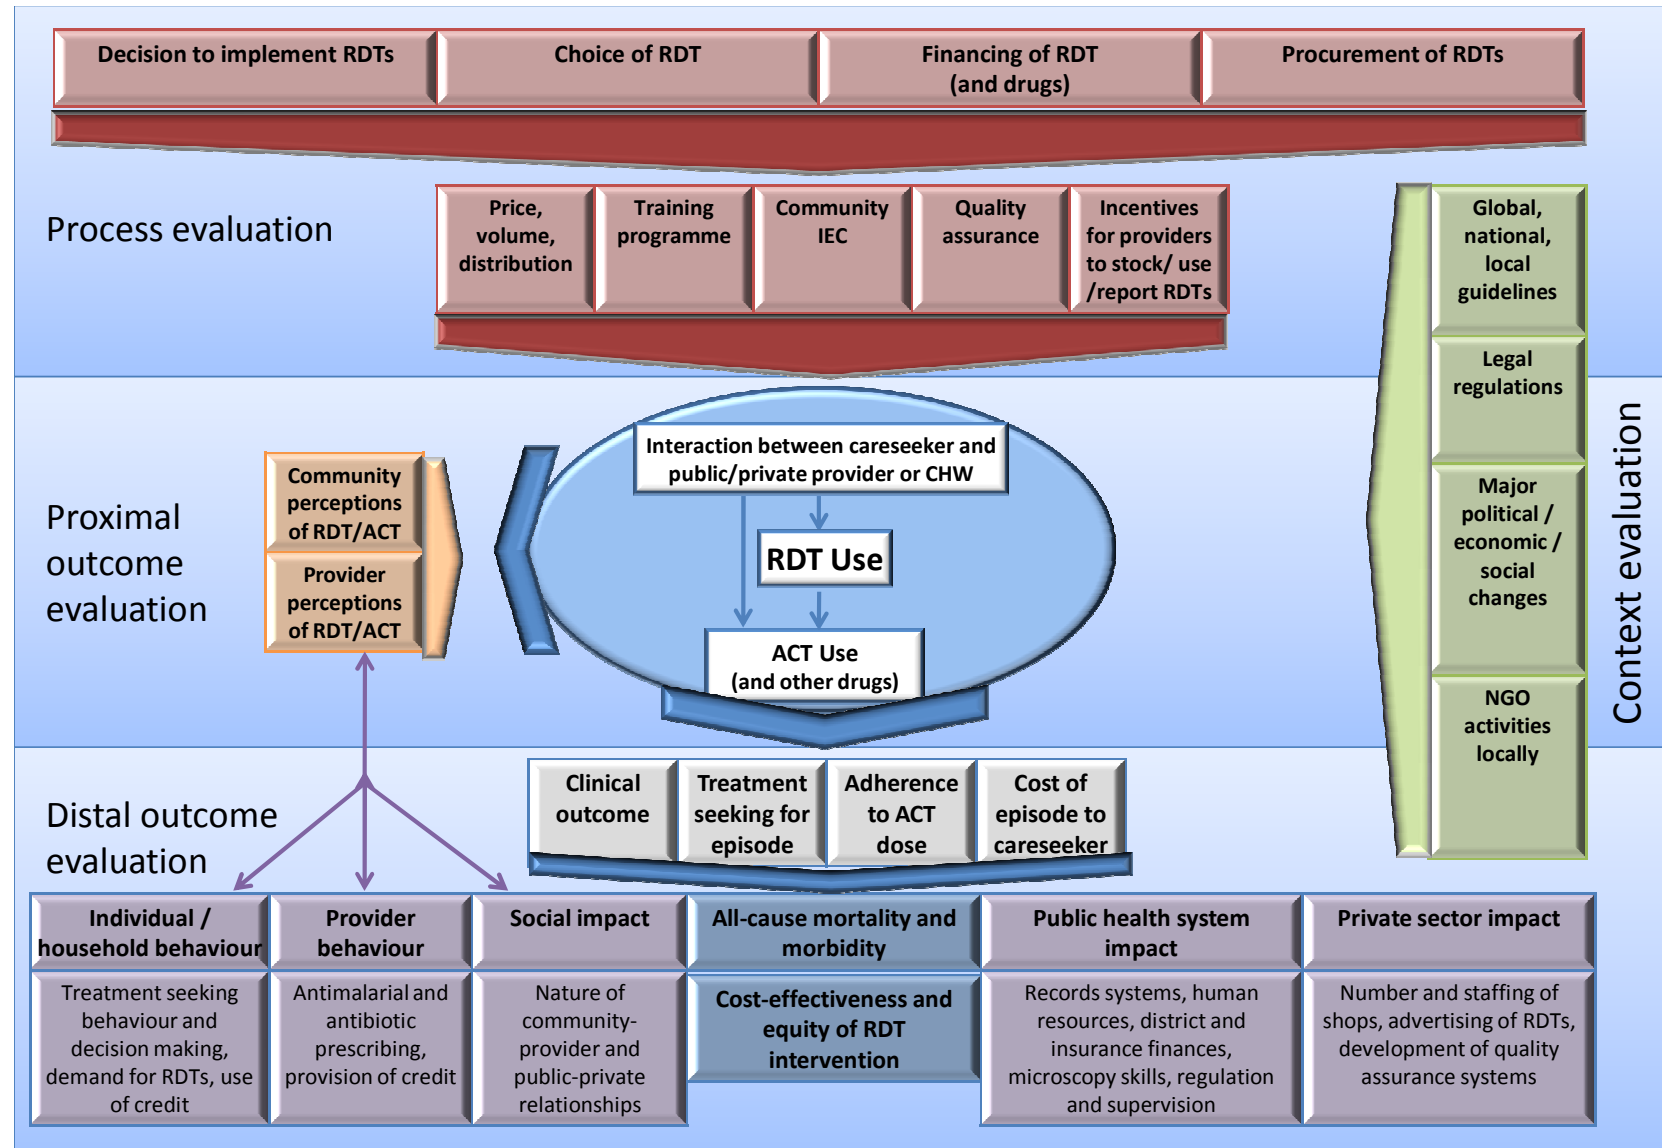 Decision to implement RDTs
Choice of RDT
Financing of RDT
(and drugs)
Procurement of RDTs
Process evaluation
Price,
volume,
distribution
Training
programme
Community
IEC
Quality
assurance
Incentives
for providers
to stock/ use
/report RDTs
Global,
national,
local
guidelines
Legal
regulations
Major
political /
economic /
social
changes
NGO
activities
locally
Context evaluation
Proximal
outcome
evaluation
Community
perceptions
of RDT/ACT
Provider
perceptions
of RDT/ACT
Interaction between careseeker and
public/private provider or CHW
RDT Use
ACT Use
(and other drugs)
Distal outcome
evaluation
Clinical
outcome
Treatment
seeking for
episode
Adherence
to ACT
dose
Cost of
episode to
careseeker
Individual /
household behaviour
Provider
behaviour
Social impact
All-cause mortality and
morbidity
Public health system
impact
Private sector impact
Treatment seeking
behaviour and
decision making,
demand for RDTs, use
of credit
Antimalarial and
antibiotic
prescribing,
provision of credit
Nature of
community-
provider and
public-private
relationships
Cost-effectiveness and
equity of RDT
intervention
Records systems, human
resources, district and
insurance finances,
microscopy skills, regulation
and supervision
Number and staffing of
shops, advertising of RDTs,
development of quality
assurance systems